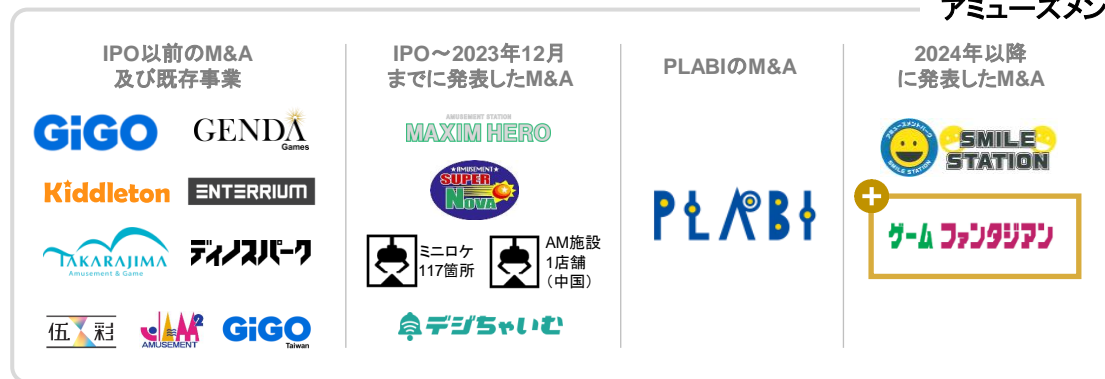 アミューズメン
IPO以前のM&A
及び既存事業
GiGO
GENDA
Games
Kiddleton
ENTERRIUM
TAKARAJIMA
Amusement & Game
ディノスパーク
伍彩
JAM²
AMUSEMENT
GiGO
Taiwan
IPO～2023年12月
までに発表したM&A
AMUSEMENT STATION
MAXIM HERO
★AMUSEMENT★
SUPER
NOVA
ミニロケ
117箇所
AM施設
1店舗
（中国）
デジちゃいむ
PLABIのM&A
PLABI
2024年以降
に発表したM&A
アミューズメントパーク
SMILE STATION
SMILE
STATION
+
ゲームファンタジアン